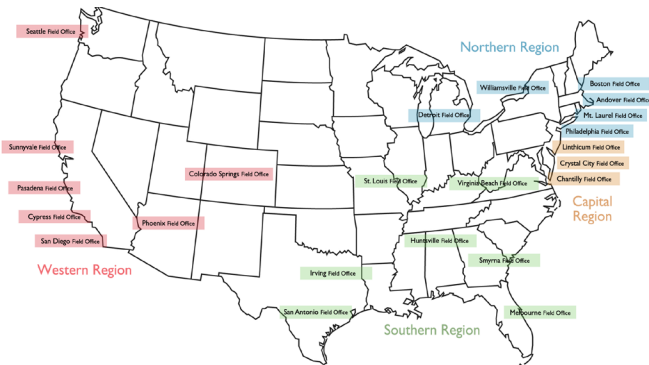 Seattle Field Office
Northern Region
Williamsville Field Office
Boston Field Office
Andover Field Office
Detroit Field Office
Mt. Laurel Field Office
Philadelphia Field Office
Sunnyvale Field Office
Linthicum Field Office
Crystal City Field Office
Colorado Springs Field Office
Chantilly Field Office
St. Louis Field Office
Virginia Beach Field Office
Pasadena Field Office
Capital
Region
Cypress Field Office
Phoenix Field Office
San Diego Field Office
Huntsville Field Office
Smyrna Field Office
Western Region
Irving Field Office
San Antonio Field Office
Melbourne Field Office
Southern Region